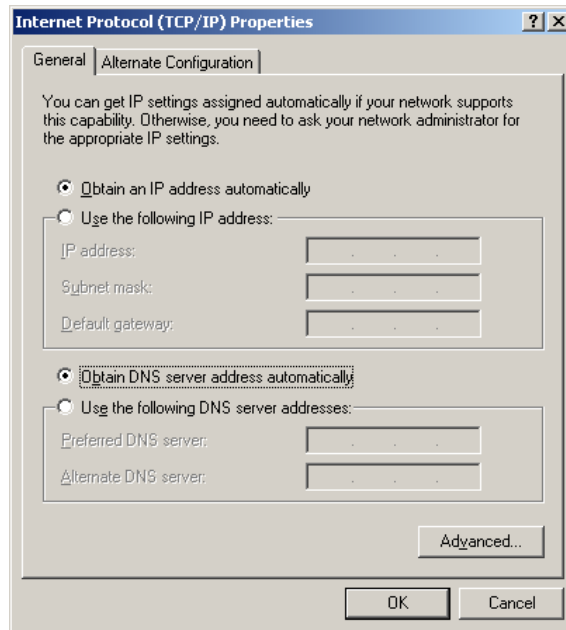 Internet Protocol (TCP/IP) Properties
General
Alternate Configuration
You can get IP settings assigned automatically if your network supports
this capability. Otherwise, you need to ask your network administrator for
the appropriate IP settings.
Obtain an IP address automatically
Use the following IP address:
IP address:
Subnet mask:
Default gateway:
Obtain DNS server address automatically
Use the following DNS server addresses:
Preferred DNS server:
Alternate DNS server:
Advanced...
OK
Cancel